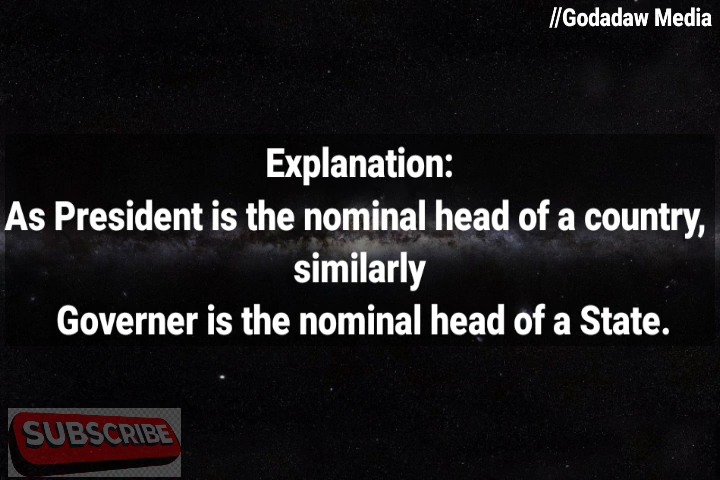 //Godadaw Media
Explanation:
As President is the nominal head of a country,
similarly
Governer is the nominal head of a State.
SUBSCRIBE